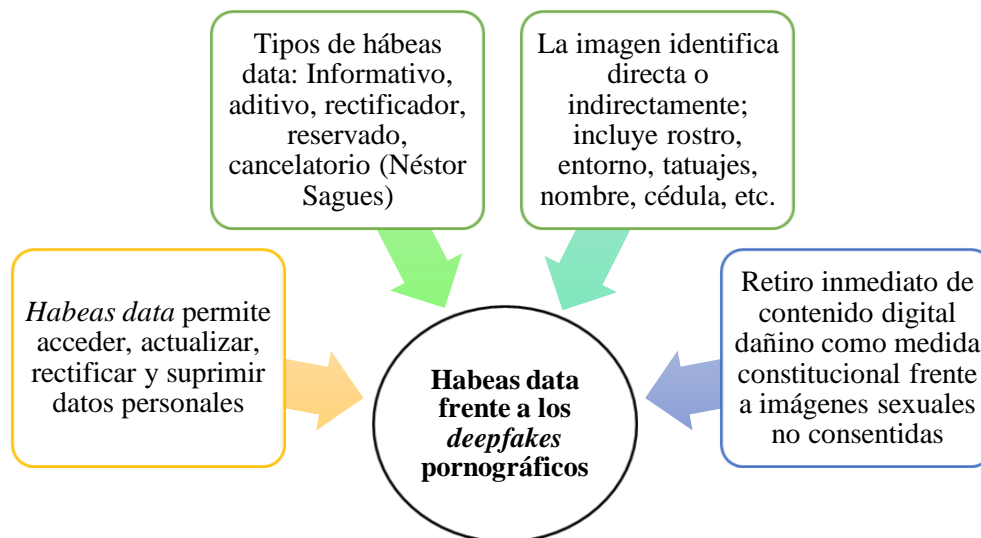 Tipos de hábeas
data: Informativo,
aditivo, rectificador,
reservado,
cancelatorio (Néstor
Sagues)
La imagen identifica
directa o
indirectamente;
incluye rostro,
entorno, tatuajes,
nombre, cédula, etc.
Habeas data permite
acceder, actualizar,
rectificar y suprimir
datos personales
Retiro inmediato de
contenido digital
dañino como medida
constitucional frente
a imágenes sexuales
no consentidas
Habeas data
frente a los
deepfakes
pornográficos